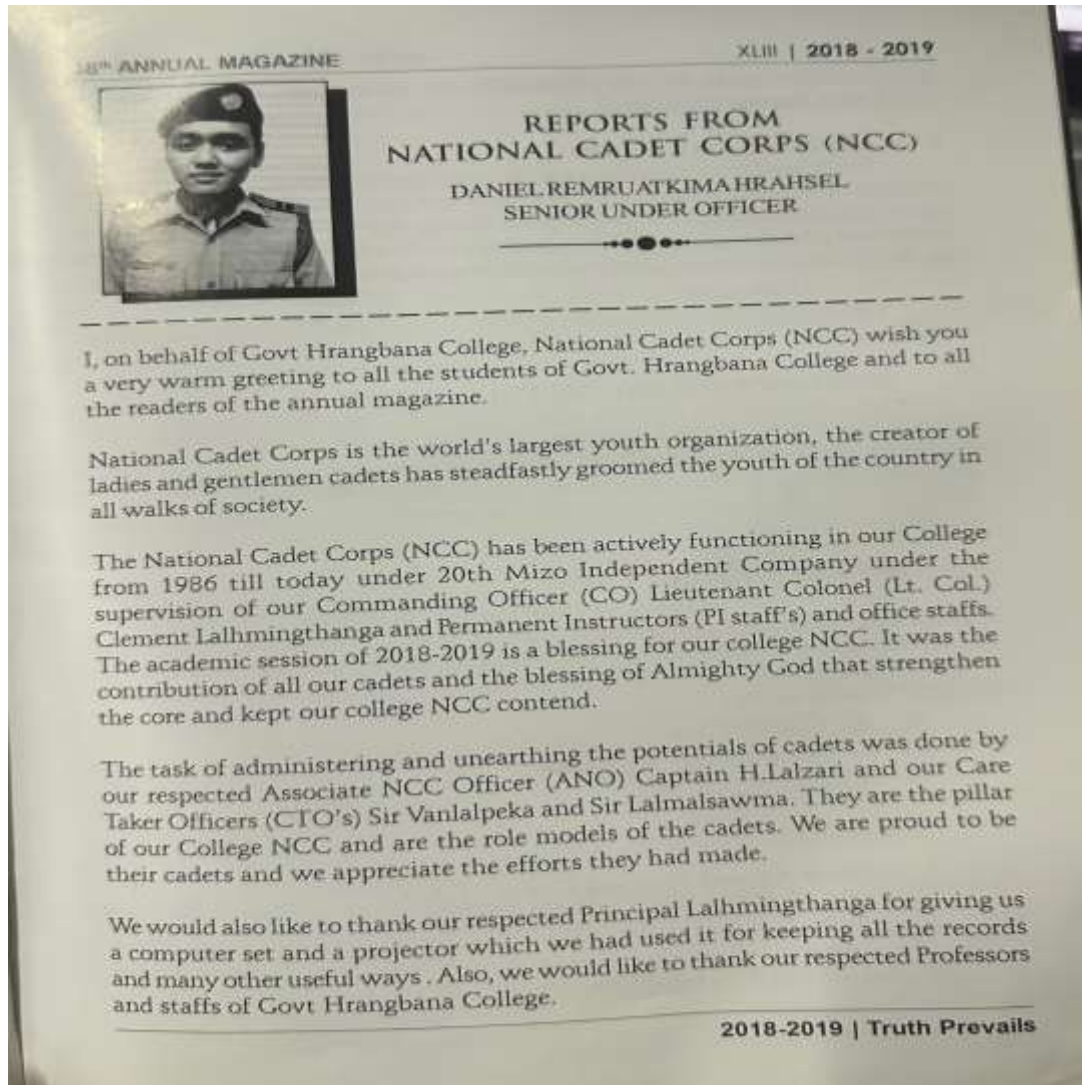 8th ANNUAL MAGAZINE
XLIII | 2018 - 2019
REPORTS FROM
NATIONAL CADET CORPS (NCC)
DANIEL REMRUATKIMA HRAHSEL
SENIOR UNDER OFFICER
I, on behalf of Govt Hrangbana College, National Cadet Corps (NCC) wish you
a very warm greeting to all the students of Govt. Hrangbana College and to all
the readers of the annual magazine.
National Cadet Corps is the world's largest youth organization, the creator of
ladies and gentlemen cadets has steadfastly groomed the youth of the country in
all walks of society.
The National Cadet Corps (NCC) has been actively functioning in our College
from 1986 till today under 20th Mizo Independent Company under the
supervision of our Commanding Officer (CO) Lieutenant Colonel (Lt. Col.)
Clement Lalhmingthanga and Permanent Instructors (PI staff's) and office staffs.
The academic session of 2018-2019 is a blessing for our college NCC. It was the
contribution of all our cadets and the blessing of Almighty God that strengthen
the core and kept our college NCC contend.
The task of administering and unearthing the potentials of cadets was done by
our respected Associate NCC Officer (ANO) Captain H.Lalzari and our Care
Taker Officers (CTO's) Sir Vanlalpeka and Sir Lalmalsawma. They are the pillar
of our College NCC and are the role models of the cadets. We are proud to be
their cadets and we appreciate the efforts they had made.
We would also like to thank our respected Principal Lalhmingthanga for giving us
a computer set and a projector which we had used it for keeping all the records
and many other useful ways . Also, we would like to thank our respected Professors
and staffs of Govt Hrangbana College.
2018-2019 | Truth Prevails